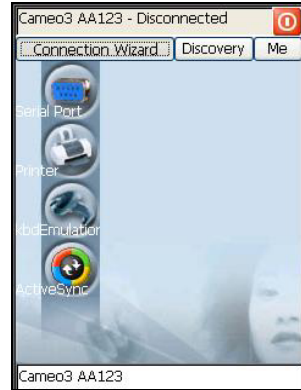 Cameo3 AA123 - Disconnected
Connection Wizard Discovery Me
Serial Port
Printer
kbdEmulation
ActiveSync
Cameo3 AA123